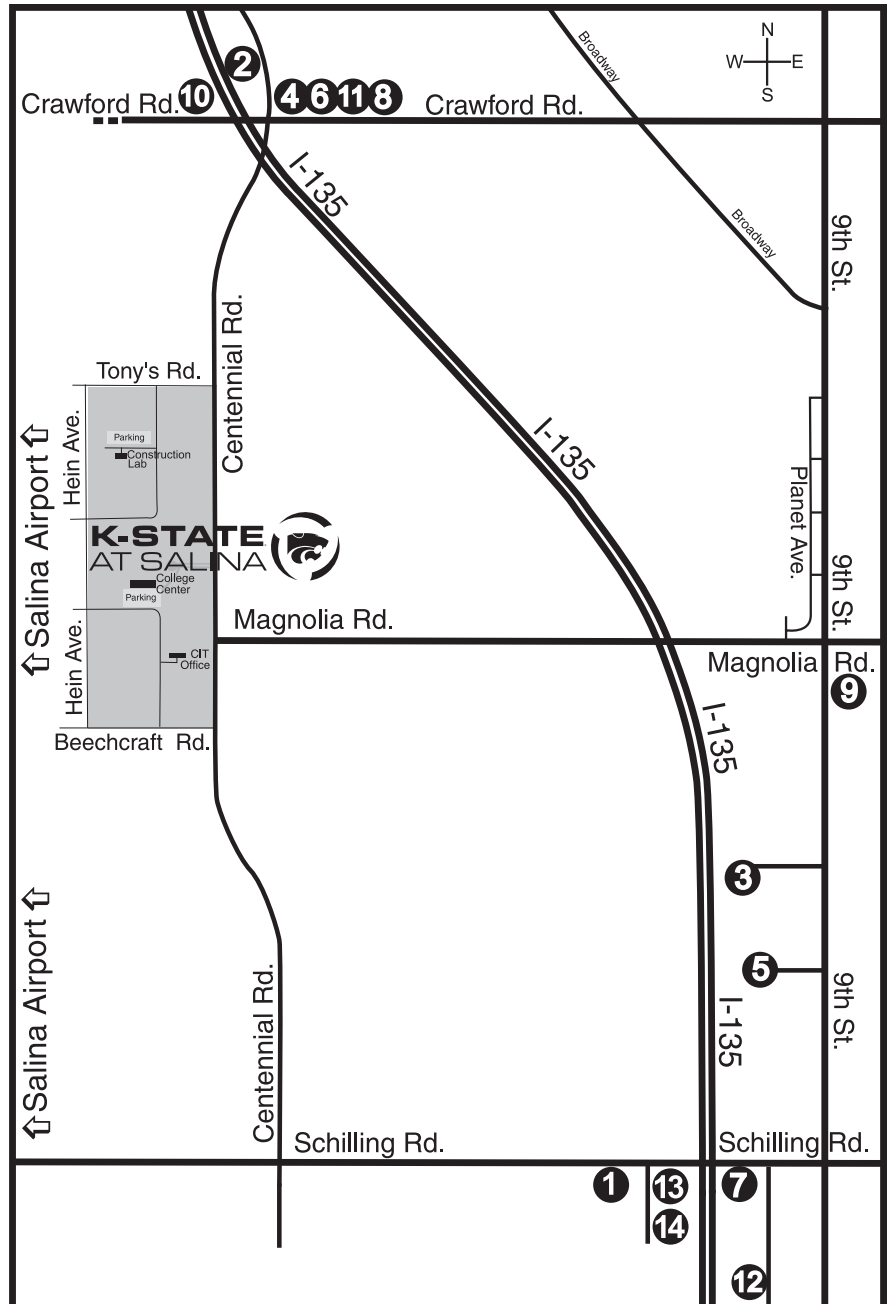 N
W E
S
Broadway
2
10
4 6 11 8
Crawford Rd.
Crawford Rd.
I-135
Broadway
9th St.
Centennial Rd.
Tony's Rd.
Hein Ave.
Salina Airport
Parking
Construction
Lab
I-135
Planet Ave.
9th St.
K-STATE
AT SALINA
College
Center
Parking
Magnolia Rd.
Hein Ave.
CIT
Office
Magnolia Rd.
9
I-135
Beechcraft Rd.
3
5
Salina Airport
Centennial Rd.
I-135
9th St.
Schilling Rd.
Schilling Rd.
1
13
7
14
12